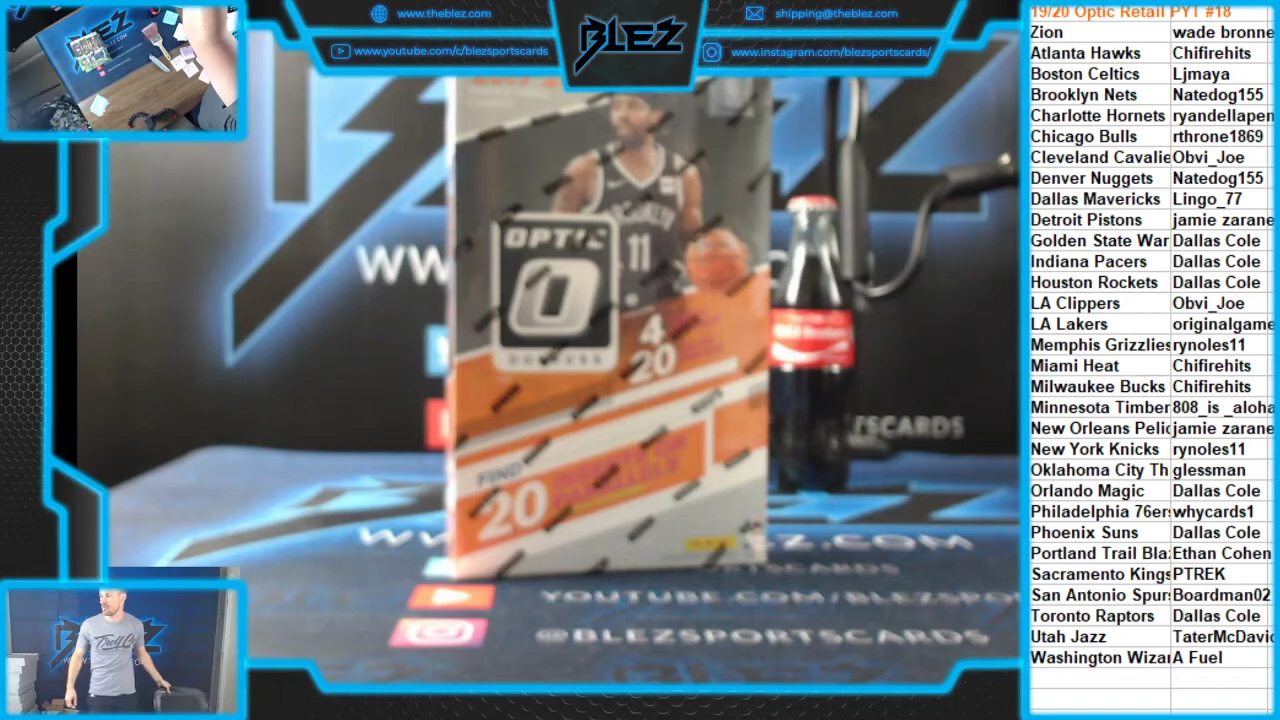 www.theblez.com
www.youtube.com/c/blezsportscards
BLEZ
shipping@theblez.com
www.instagram.com/blezsportscards/
OPTIC
11
4
20
FIND
20
WW
TSCARDS
YOUTUBE.COM/BLEZSPO
@BLEZSPORTSCARDS
19/20 Optic Retail PYT #18
Zion wade bronne
Atlanta Hawks Chifirehits
Boston Celtics Ljmaya
Brooklyn Nets Natedog155
Charlotte Hornets ryandellapen
Chicago Bulls rthrone1869
Cleveland Cavalie Obvi_Joe
Denver Nuggets Natedog155
Dallas Mavericks Lingo_77
Detroit Pistons jamie zarane
Golden State War Dallas Cole
Indiana Pacers Dallas Cole
Houston Rockets Dallas Cole
LA Clippers Obvi_Joe
LA Lakers originalgame
Memphis Grizzlies rynoles11
Miami Heat Chifirehits
Milwaukee Bucks Chifirehits
Minnesota Timber 808_is _aloha
New Orleans Pelic jamie zarane
New York Knicks rynoles11
Oklahoma City Th glessman
Orlando Magic Dallas Cole
Philadelphia 76ers whycards1
Phoenix Suns Dallas Cole
Portland Trail Bla Ethan Cohen
Sacramento Kings PTREK
San Antonio Spurs Boardman02
Toronto Raptors Dallas Cole
Utah Jazz TaterMcDavid
Washington Wizar A Fuel